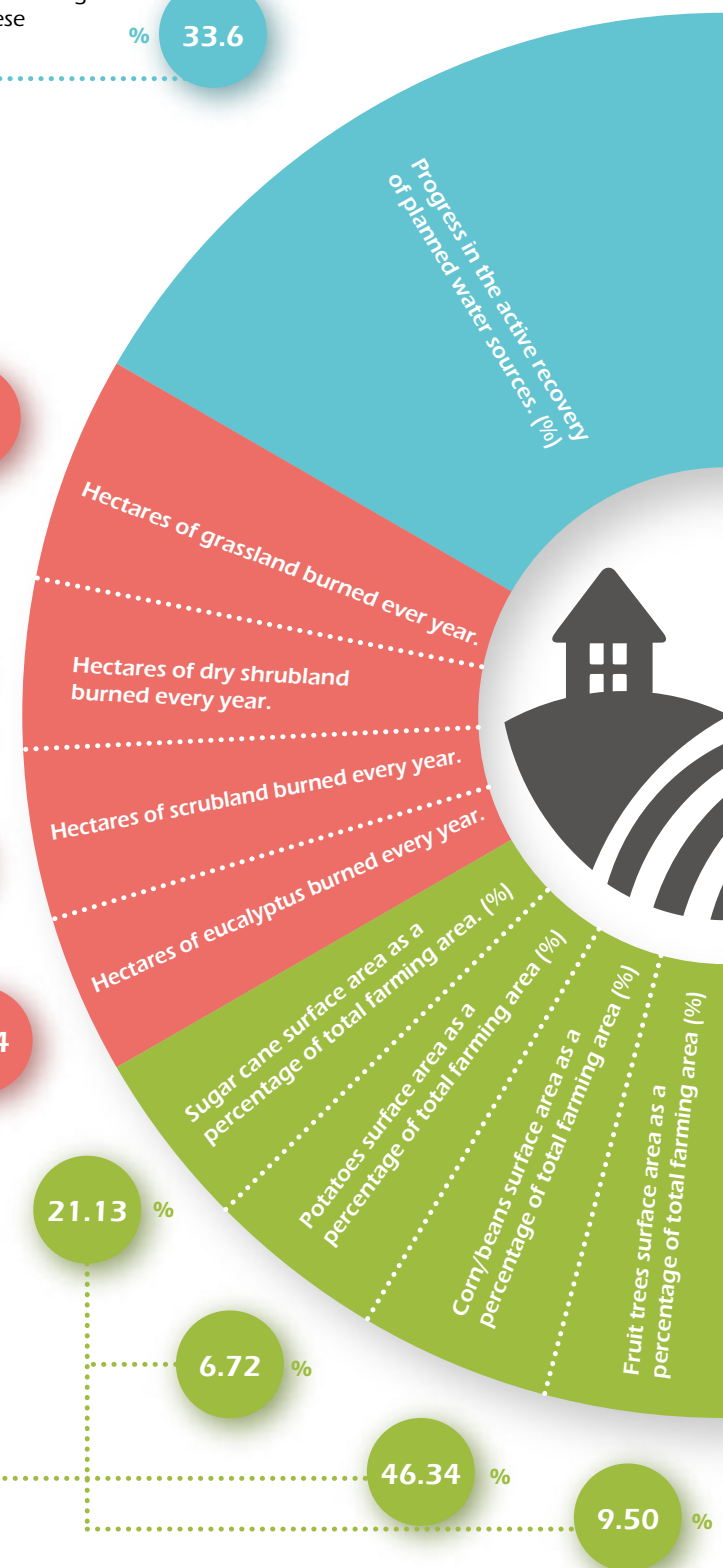 ese
% 33.6
Progress in the active recovery
of planned water sources. (%)
Hectares of grassland burned ever year.
Hectares of dry shrubland
burned every year.
Hectares of scrubland burned every year.
Hectares of eucalyptus burned every year.
Sugar cane surface area as a
percentage of total farming area. (%)
Potatoes surface area as a
percentage of total farming area (%)
Corn/beans surface area as a
percentage of total farming area (%)
Fruit trees surface area as a
percentage of total farming area (%)
4
21.13 %
6.72 %
46.34 %
9.50 %